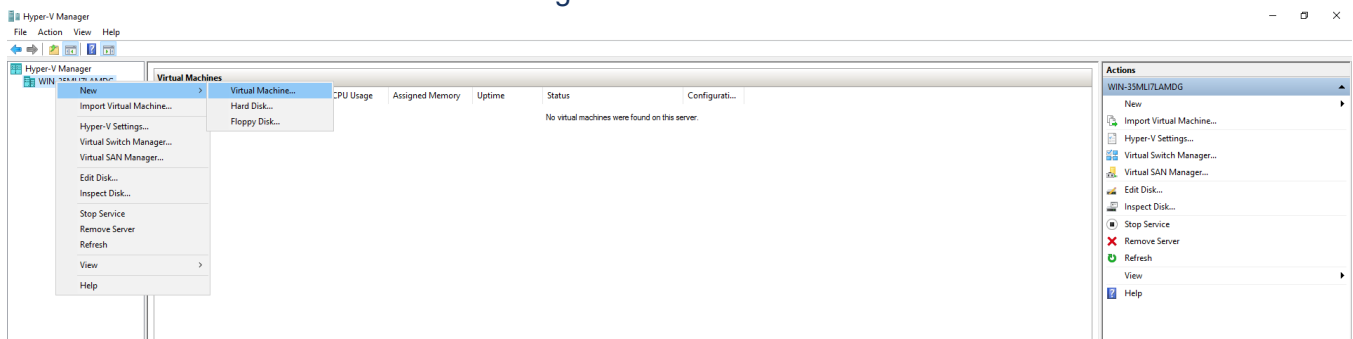 g
Hyper-V Manager
File Action View Help
Hyper-V Manager
New
Import Virtual Machine...
Hyper-V Settings...
Virtual Switch Manager...
Virtual SAN Manager...
Edit Disk...
Inspect Disk...
Stop Service
Remove Server
Refresh
View
Help
Virtual Machine...
Hard Disk...
Floppy Disk...
Virtual Machines
CPU Usage Assigned Memory Uptime Status Configurati...
No virtual machines were found on this server.
Actions
WIN-35MLI7LAMDG
New
Import Virtual Machine...
Hyper-V Settings...
Virtual Switch Manager...
Virtual SAN Manager...
Edit Disk...
Inspect Disk...
Stop Service
Remove Server
Refresh
View
Help